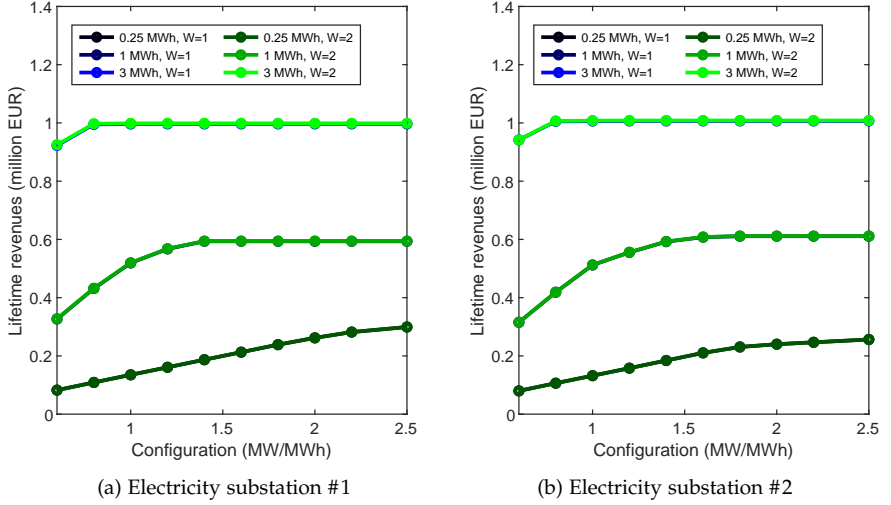 Lifetime revenues (million EUR)
1.4
1.2
1
0.8
0.6
0.4
0.2
0
0.25 MWh, W=1
0.25 MWh, W=2
1 MWh, W=1
1 MWh, W=2
3 MWh, W=1
3 MWh, W=2
1
1.5
2
2.5
Configuration (MW/MWh)
(a) Electricity substation #1
Lifetime revenues (million EUR)
1.4
1.2
1
0.8
0.6
0.4
0.2
0
0.25 MWh, W=1
0.25 MWh, W=2
1 MWh, W=1
1 MWh, W=2
3 MWh, W=1
3 MWh, W=2
1
1.5
2
2.5
Configuration (MW/MWh)
(b) Electricity substation #2